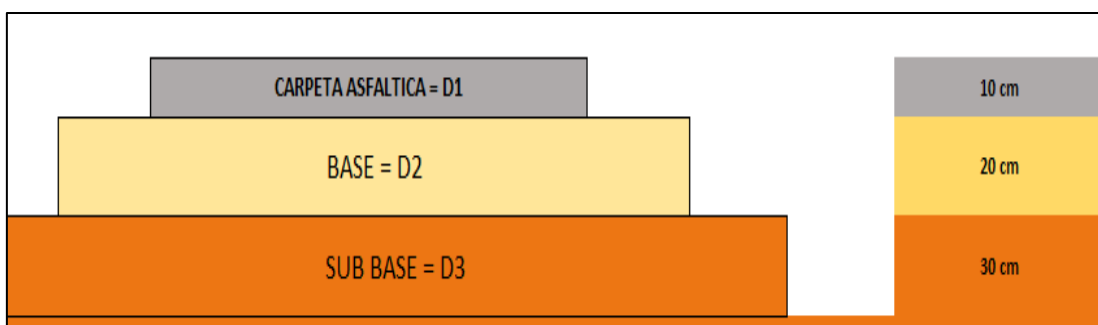 CARPETA ASFALTICA = D1
10 cm
BASE = D2
20 cm
SUB BASE = D3
30 cm